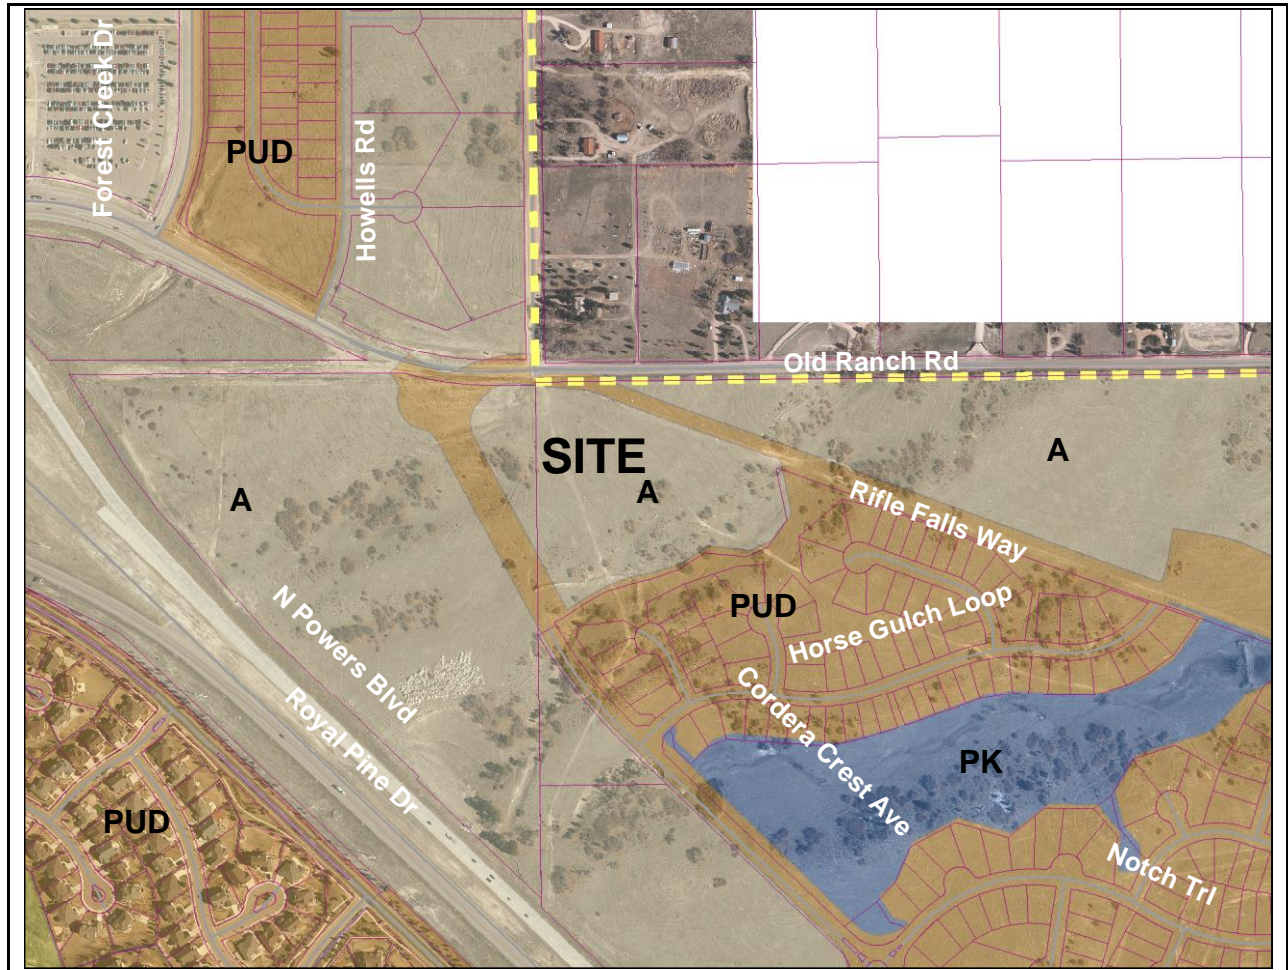 Forest Creek Dr
PUD
Howells Rd
Old Ranch Rd
SITE
A
A
A
Rifle Falls Way
PUD
Horse Gulch Loop
N Powers Blvd
Royal Pine Dr
Cordera Crest Ave
PK
PUD
Notch Trl